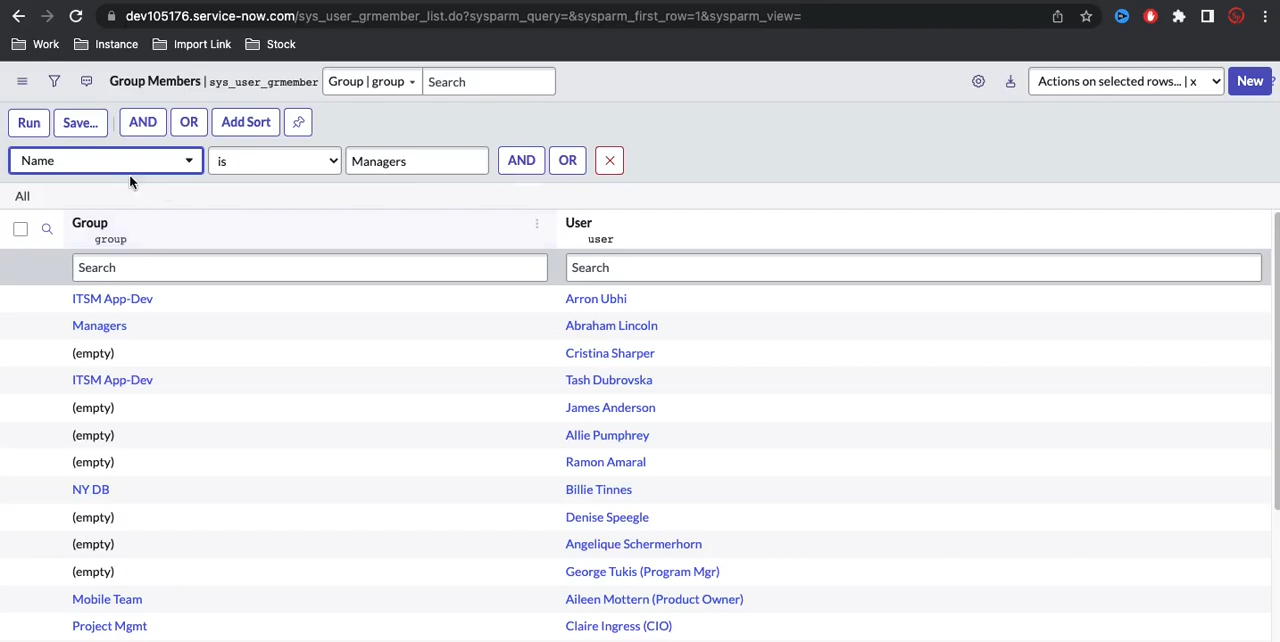 dev105176.service-now.com/sys_user_grmember_list.do?sysparm_query=&sysparm_first_row=1&sysparm_view=
Work Instance Import Link Stock
Group Members | sys_user_grmember Group | group Search Actions on selected rows... | x New
Run Save... AND OR Add Sort
Name is Managers AND OR
All
Group User
group user
Search Search
ITSM App-Dev Arron Ubhi
Managers Abraham Lincoln
(empty) Cristina Sharper
ITSM App-Dev Tash Dubrovska
(empty) James Anderson
(empty) Allie Pumphrey
(empty) Ramon Amaral
NY DB Billie Tinnes
(empty) Denise Speegle
(empty) Angelique Schermerhorn
(empty) George Tukis (Program Mgr)
Mobile Team Aileen Mottern (Product Owner)
Project Mgmt Claire Ingress (CIO)